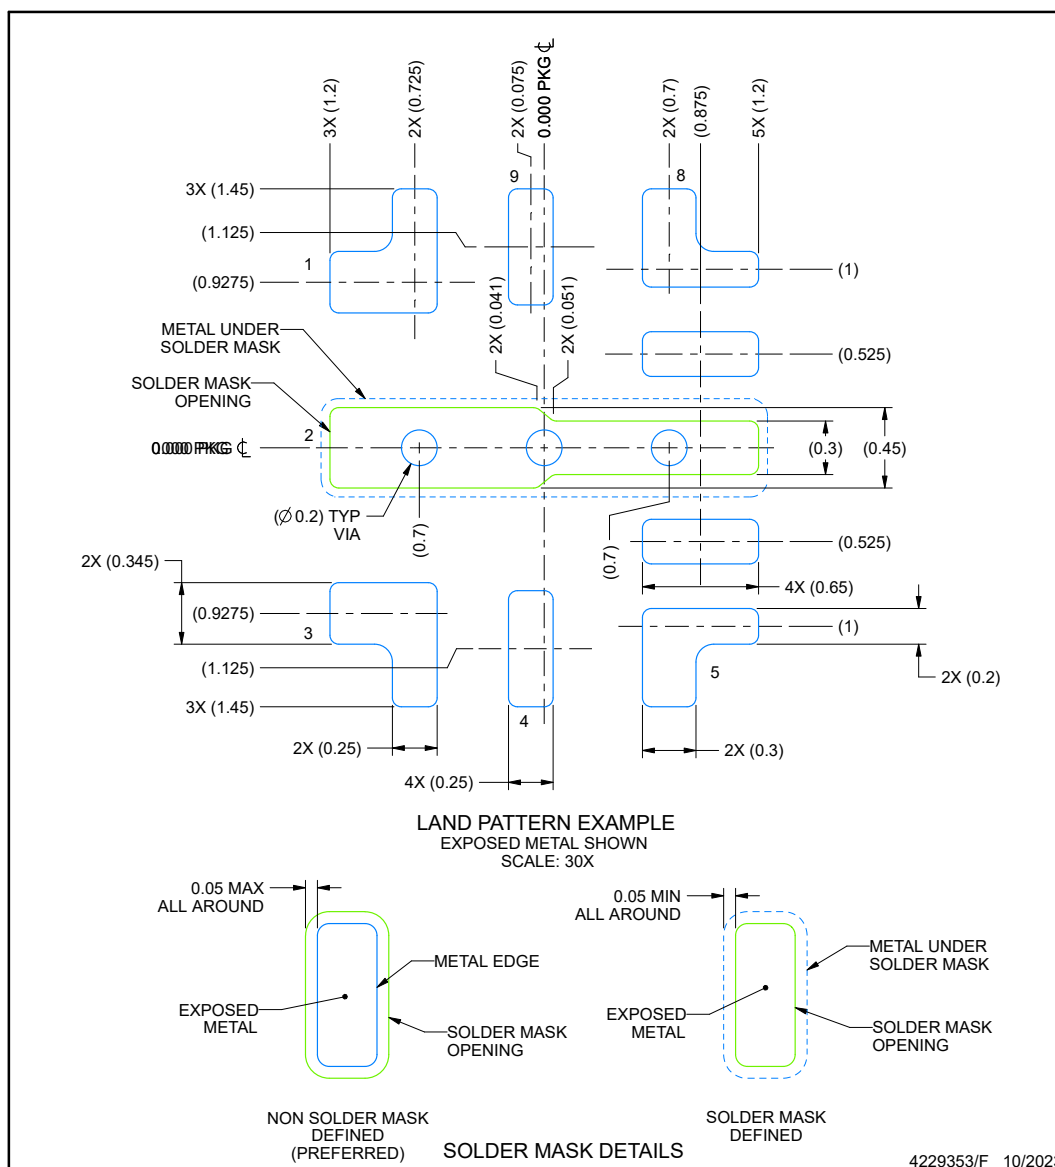 3X (1.2)
2X (0.725)
2X (0.075)
0.000 PKG ℄
2X (0.7)
(0.875)
5X (1.2)
3X (1.45)
9
8
(1.125)
1
(0.9275)
(1)
2X (0.041)
2X (0.051)
METAL UNDER
SOLDER MASK
(0.525)
SOLDER MASK
OPENING
2
0.000 PKG ℄
(0.3)
(0.45)
(Ø 0.2) TYP
VIA
(0.7)
(0.7)
(0.525)
2X (0.345)
4X (0.65)
(0.9275)
3
(1)
(1.125)
5
2X (0.2)
3X (1.45)
4
2X (0.25)
2X (0.3)
4X (0.25)
LAND PATTERN EXAMPLE
EXPOSED METAL SHOWN
SCALE: 30X
0.05 MAX
ALL AROUND
METAL EDGE
EXPOSED
METAL
SOLDER MASK
OPENING
NON SOLDER MASK
DEFINED
(PREFERRED)
0.05 MIN
ALL AROUND
METAL UNDER
SOLDER MASK
EXPOSED
METAL
SOLDER MASK
OPENING
SOLDER MASK
DEFINED
SOLDER MASK DETAILS
4229353/F 10/2023